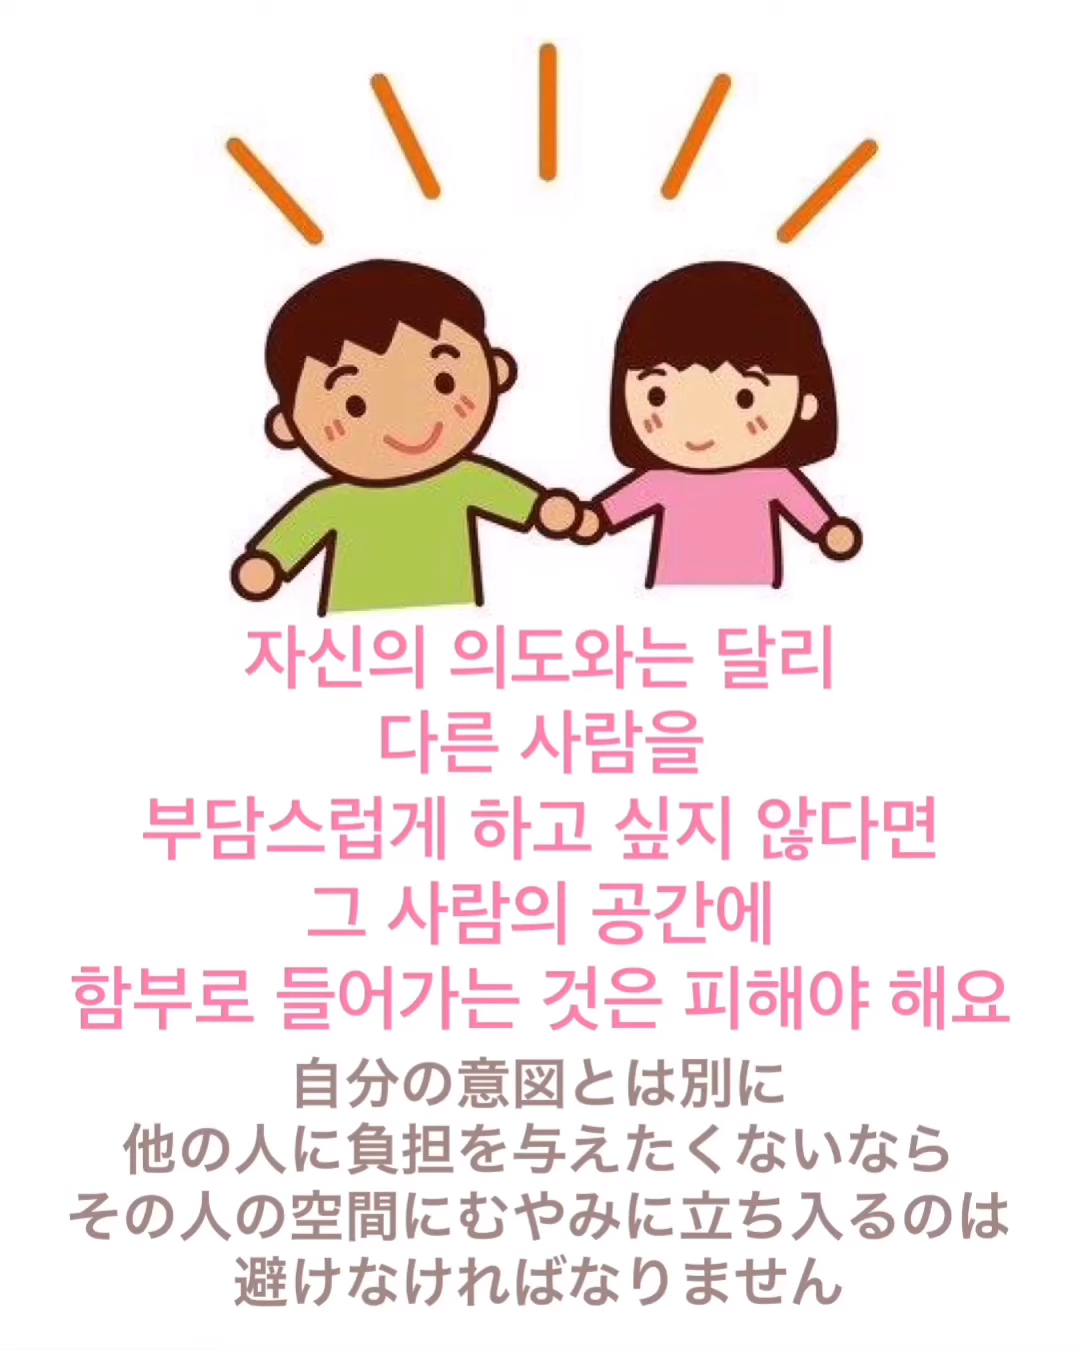 자신의 의도와는 달리
다른 사람을
부담스럽게 하고 싶지 않다면
그 사람의 공간에
함부로 들어가는 것은 피해야 해요
自分の意図とは別に
他の人に負担を与えたくないなら
その人の空間にむやみに立ち入るのは
避けなければなりません